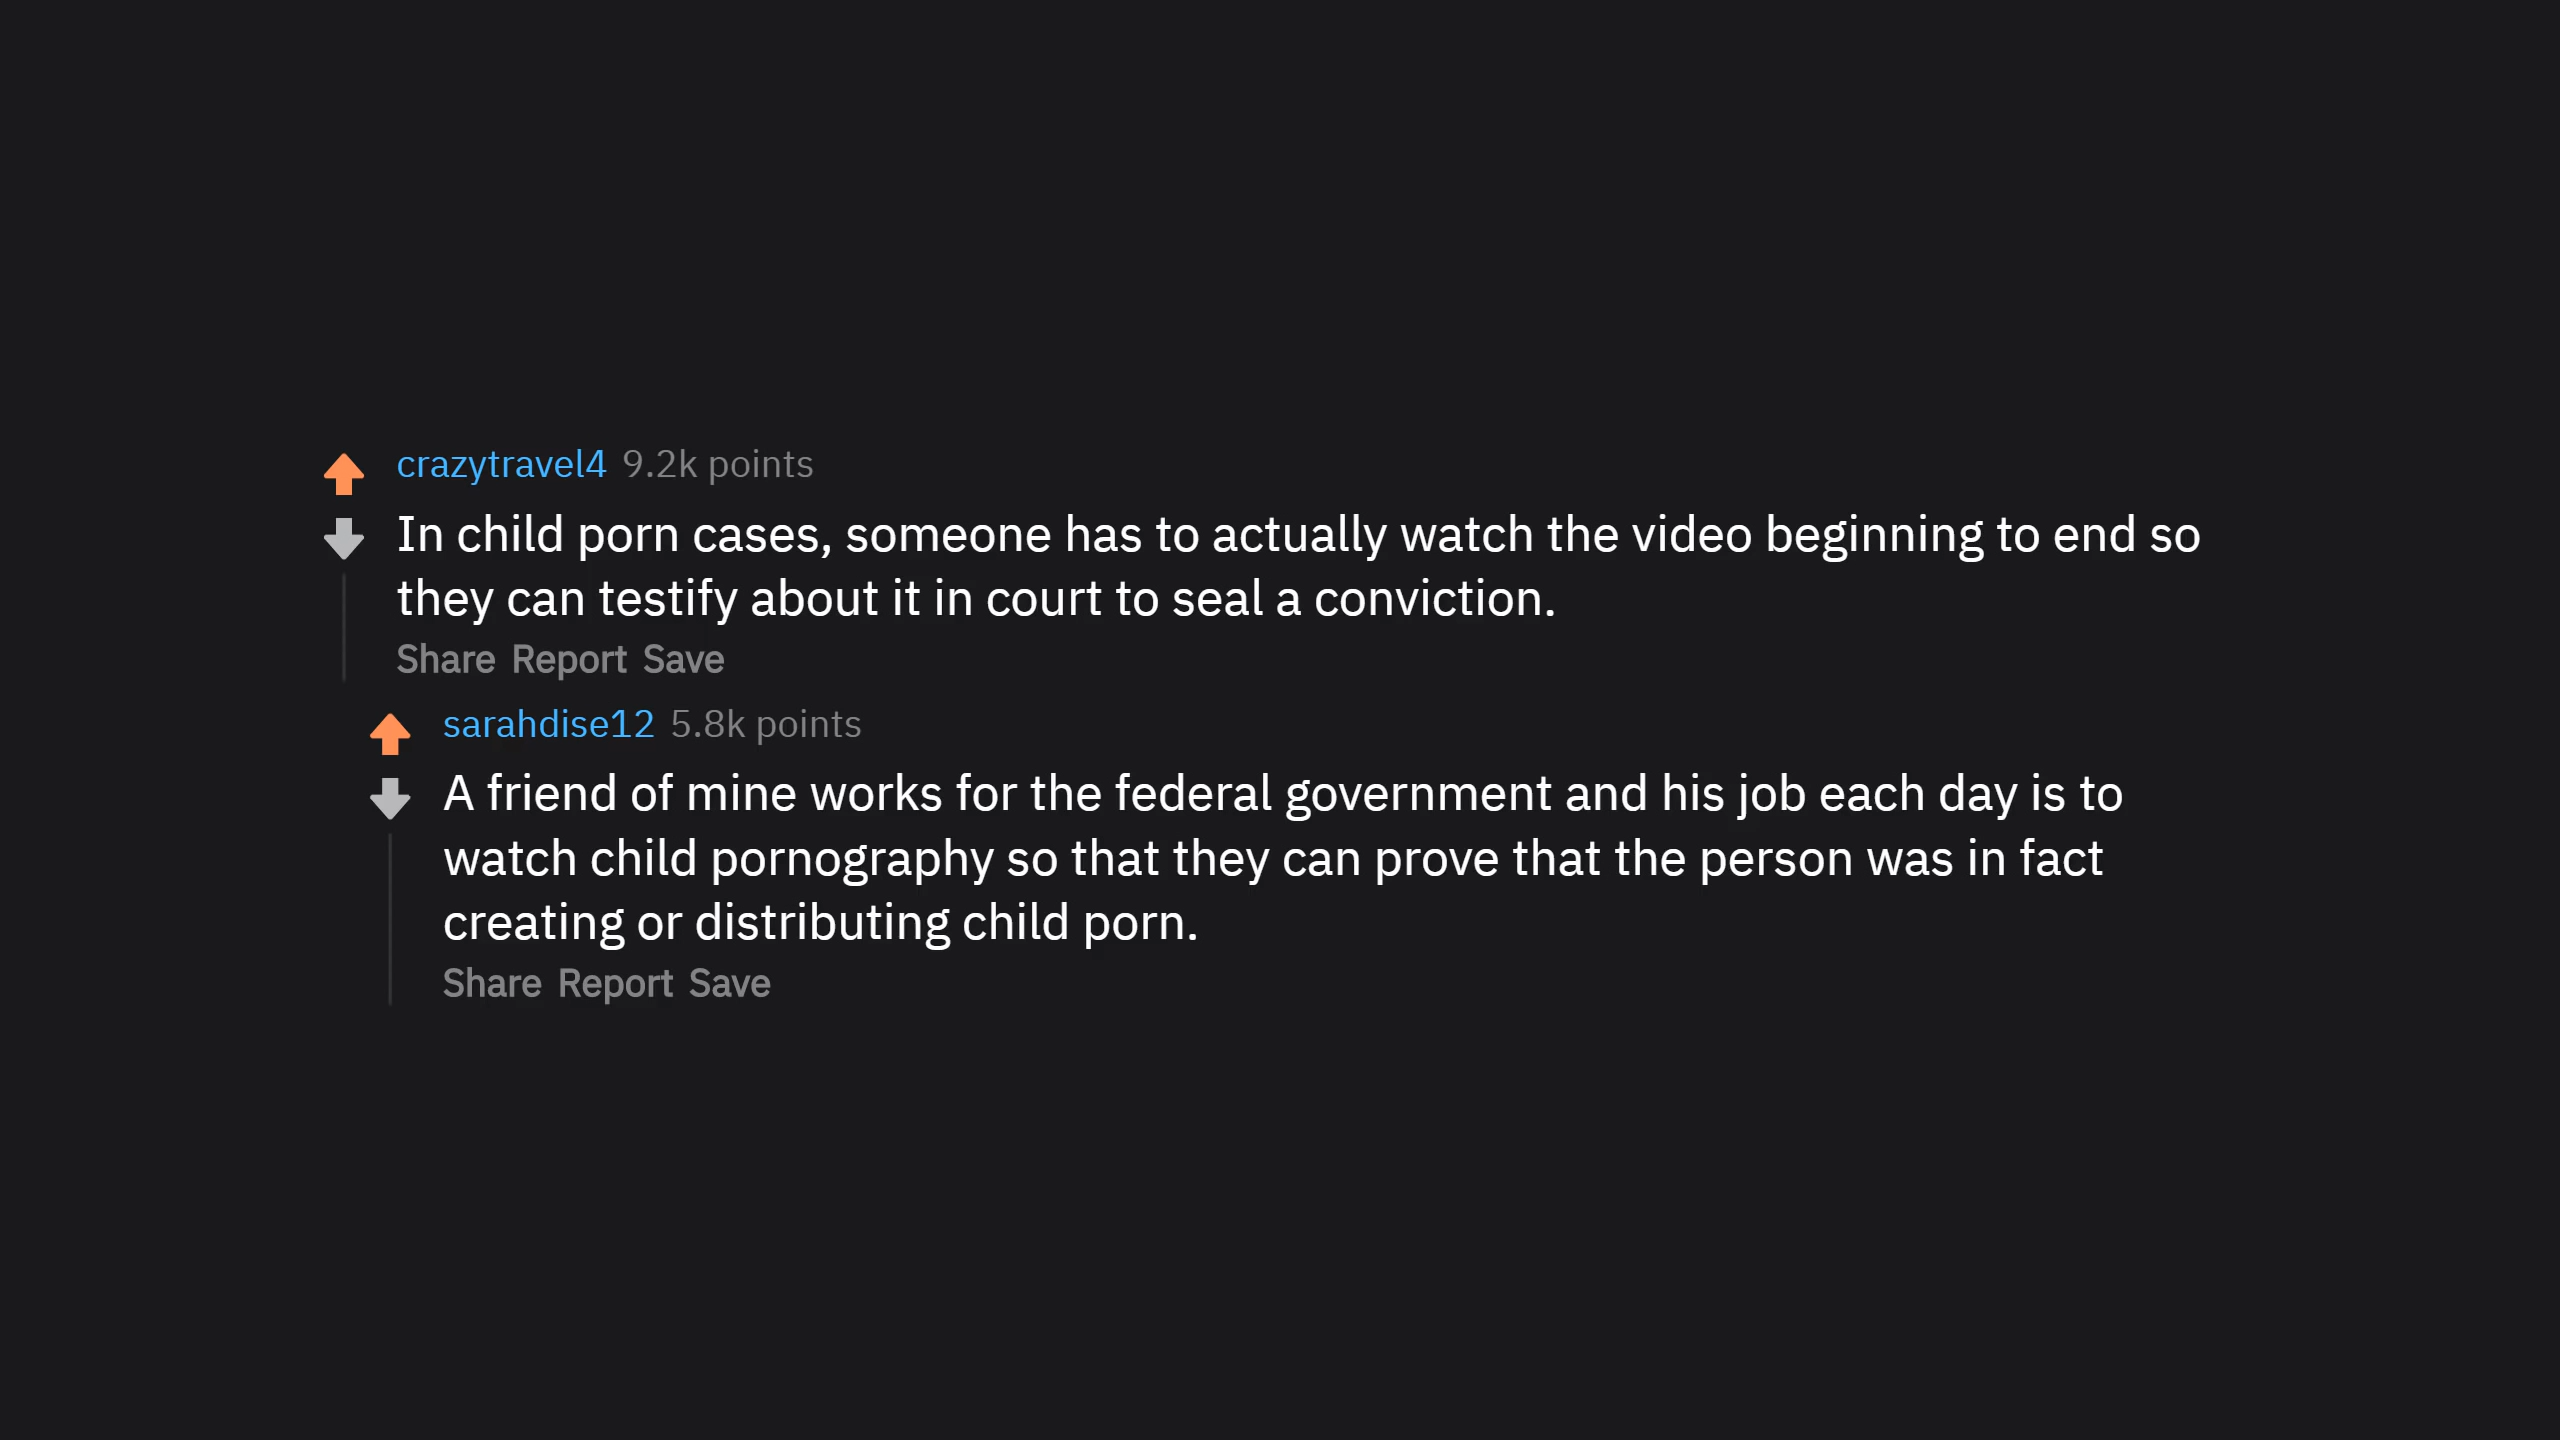 crazytravel4 9.2k points
In child porn cases, someone has to actually watch the video beginning to end so
they can testify about it in court to seal a conviction.
Share Report Save
sarahdise12 5.8k points
A friend of mine works for the federal government and his job each day is to
watch child pornography so that they can prove that the person was in fact
creating or distributing child porn.
Share Report Save